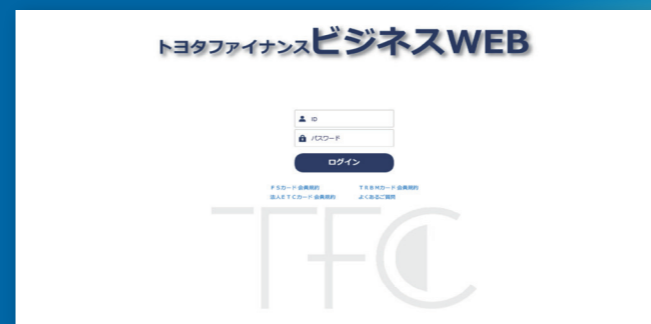 トヨタファイナンスビジネスWEB
ID
パスワード
ログイン
FSカード会員規約 TRBMカード会員規約
法人ETCカード会員規約 よくあるご質問
TFC